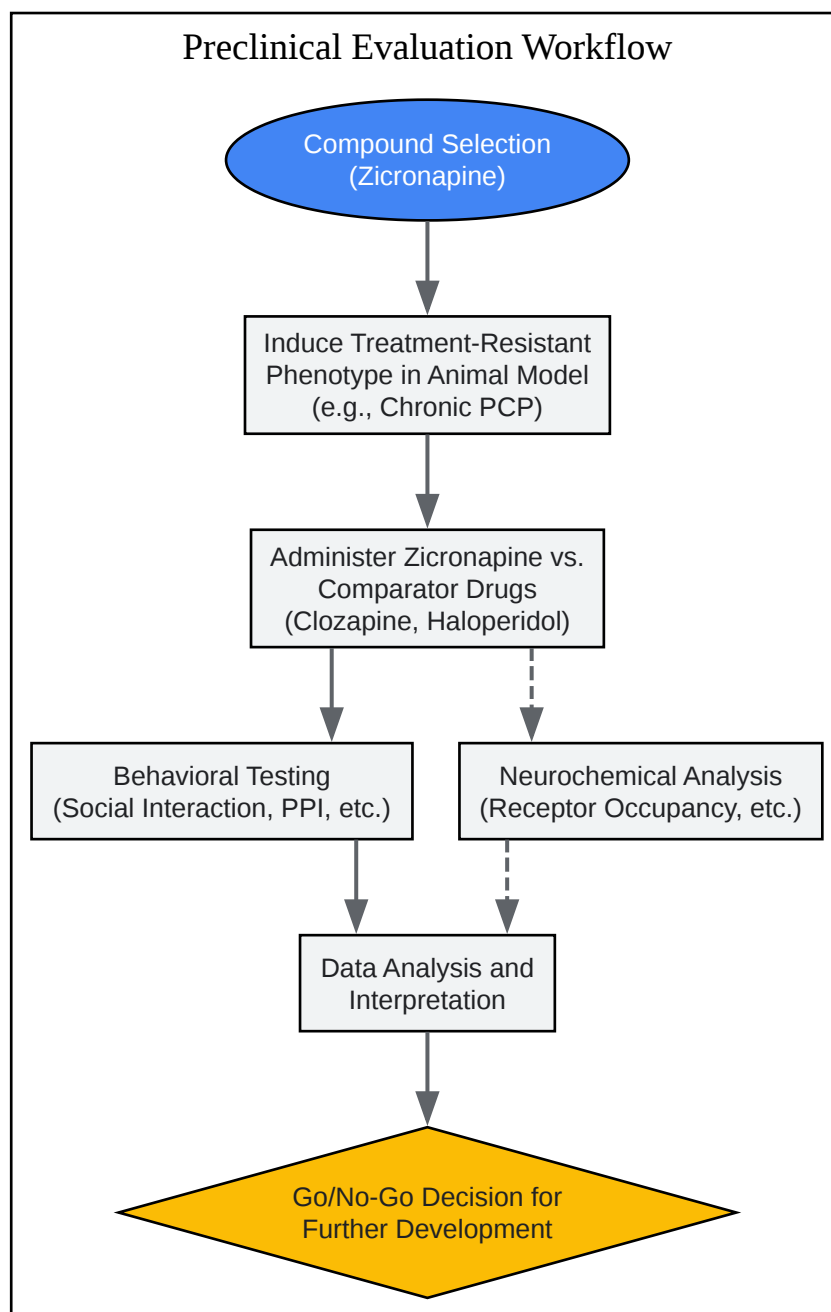 Preclinical Evaluation Workflow
Compound Selection
(Zicronapine)
Induce Treatment-Resistant
Phenotype in Animal Model
(e.g., Chronic PCP)
Administer Zicronapine vs.
Comparator Drugs
(Clozapine, Haloperidol)
Behavioral Testing
(Social Interaction, PPI, etc.)
Neurochemical Analysis
(Receptor Occupancy, etc.)
Data Analysis and
Interpretation
Go/No-Go Decision for
Further Development